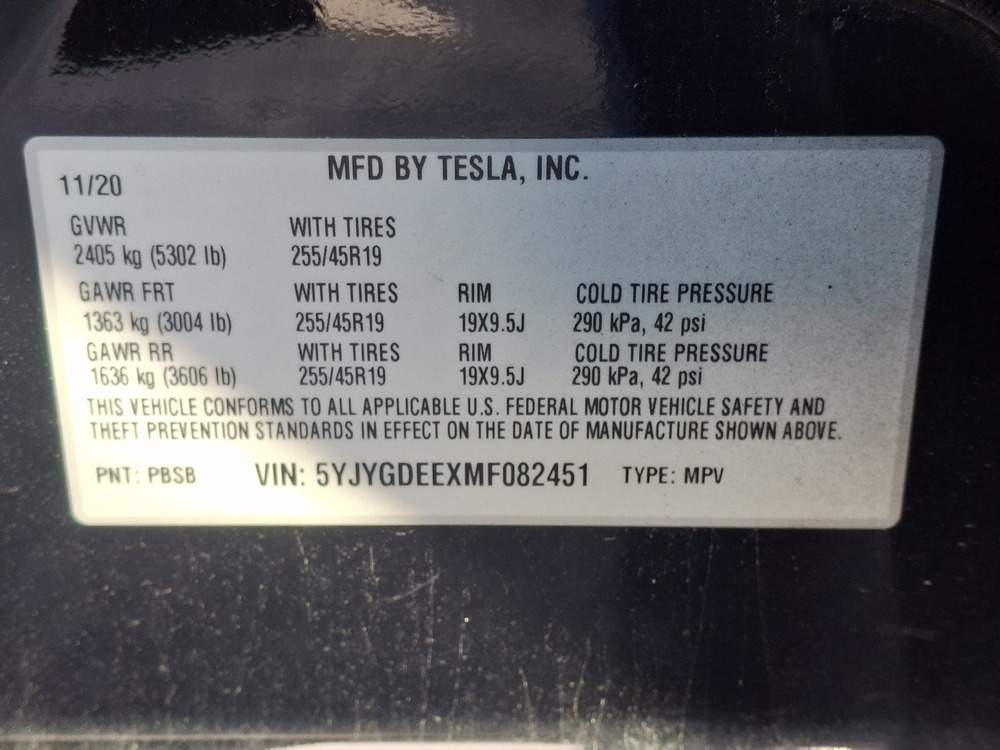 MFD BY TESLA, INC.
11/20
GVWR WITH TIRES
2405 kg (5302 lb) 255/45R19
GAWR FRT WITH TIRES RIM COLD TIRE PRESSURE
1363 kg (3004 lb) 255/45R19 19X9.5J 290 kPa, 42 psi
GAWR RR WITH TIRES RIM COLD TIRE PRESSURE
1636 kg (3606 lb) 255/45R19 19X9.5J 290 kPa, 42 psi
THIS VEHICLE CONFORMS TO ALL APPLICABLE U.S. FEDERAL MOTOR VEHICLE SAFETY AND
THEFT PREVENTION STANDARDS IN EFFECT ON THE DATE OF MANUFACTURE SHOWN ABOVE.
PNT: PBSB VIN: 5YJYGDEEXMF082451 TYPE: MPV